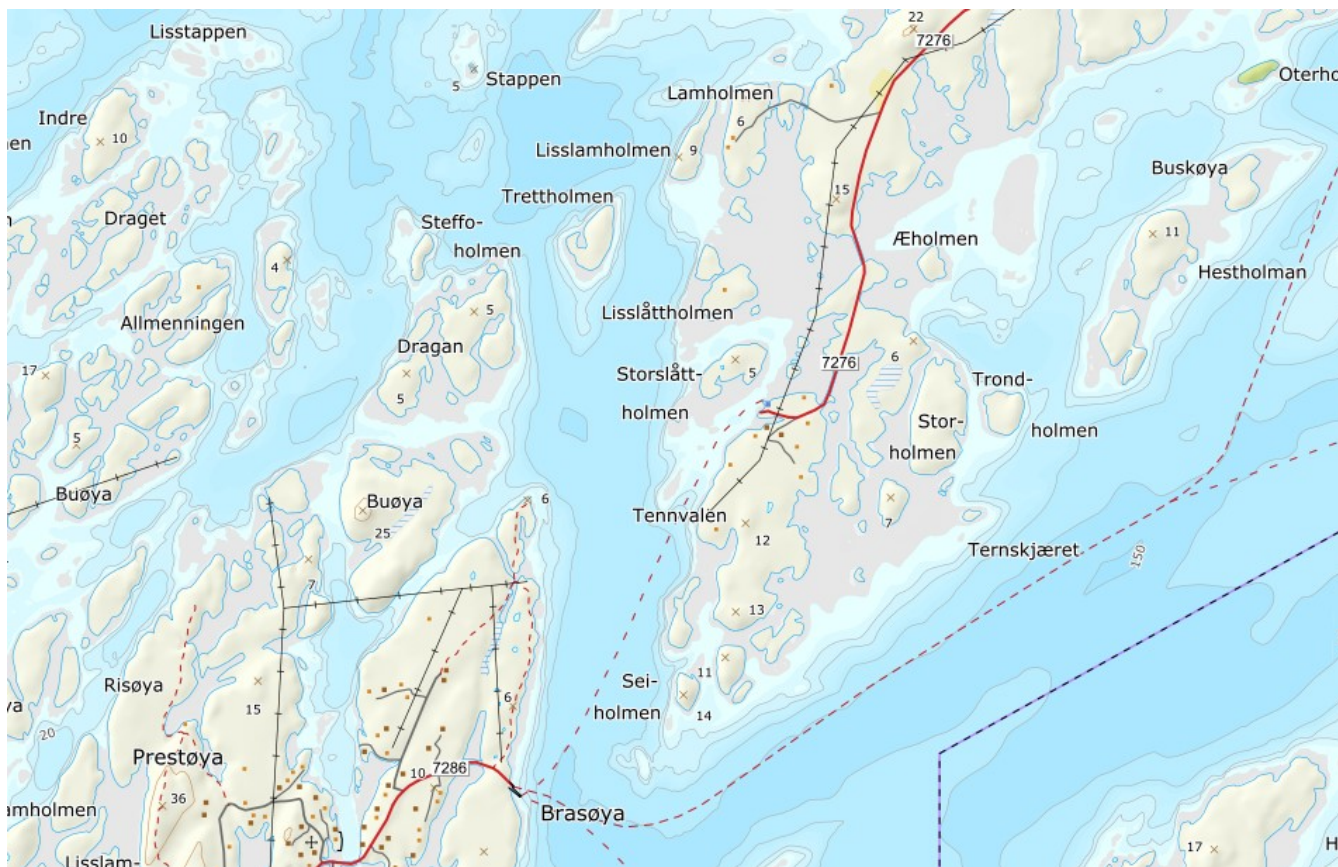 Lisstappen
22
7276
5
Stappen
Oterho
Lamholmen
Indre
6
10
en
Lisslamholmen
9
Buskøya
15
Trettholmen
Draget
Steffo-
holmen
Æholmen
11
4
Hestholman
5
Lisslåttholmen
Allmenningen
Dragan
6
7276
17
Storslått-
holmen
5
Trond-
holmen
5
Stor-
holmen
5
Buøya
Buøya
25
6
7
Tennvalen
12
Ternskjæret
150
7
13
11
Risøya
Sei-
holmen
14
15
6
ya
20
Prestøya
10
7286
36
Brasøya
amholmen
17
H
Lisslam-